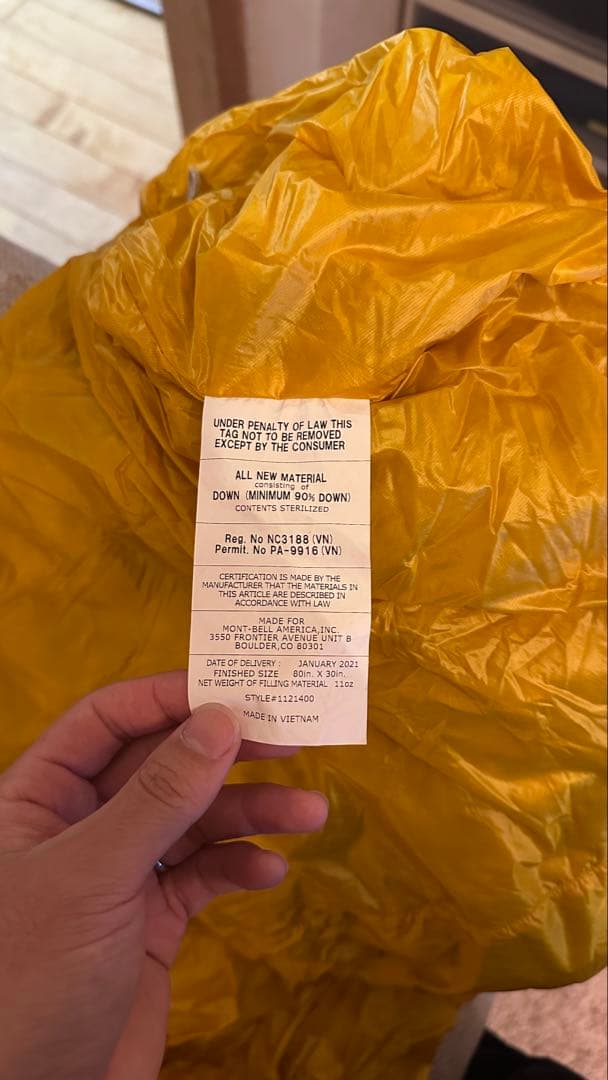 UNDER PENALTY OF LAW THIS
TAG NOT TO BE REMOVED
EXCEPT BY THE CONSUMER
ALL NEW MATERIAL
consisting of
DOWN (MINIMUM 90% DOWN)
CONTENTS STERILIZED
Reg. No NC3188 (VN)
Permit. No PA-9916 (VN)
CERTIFICATION IS MADE BY THE
MANUFACTURER THAT THE MATERIALS IN
THIS ARTICLE ARE DESCRIBED IN
ACCORDANCE WITH LAW
MADE FOR
MONT-BELL AMERICA,INC.
3550 FRONTIER AVENUE UNIT B
BOULDER,CO 80301
DATE OF DELIVERY : JANUARY 2021
FINISHED SIZE 80in. X 30in.
NET WEIGHT OF FILLING MATERIAL 11oz
STYLE#1121400
MADE IN VIETNAM